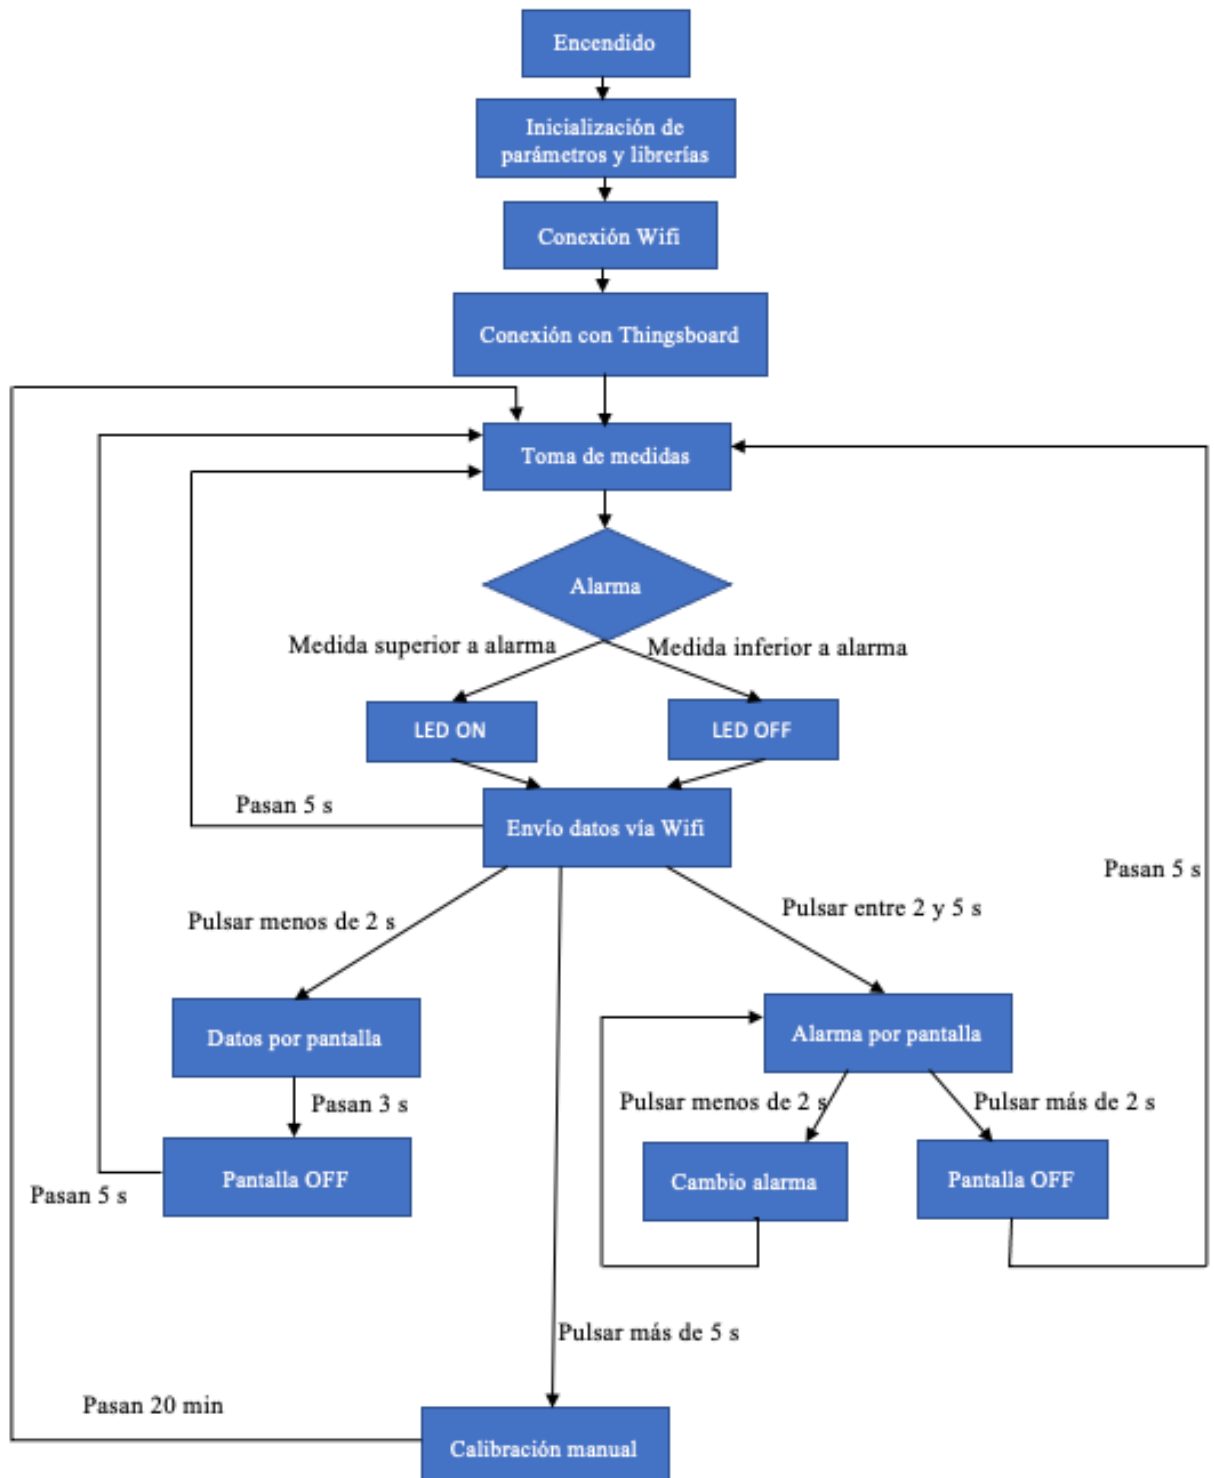 Encendido
Inicialización de
parámetros y librerías
Conexión Wifi
Conexión con Thingsboard
Toma de medidas
Alarma
Medida superior a alarma
Medida inferior a alarma
LED ON
LED OFF
Pasan 5 s
Envío datos vía Wifi
Pasan 5 s
Pulsar menos de 2 s
Pulsar entre 2 y 5 s
Datos por pantalla
Alarma por pantalla
Pasan 3 s
Pulsar menos de 2 s
Pulsar más de 2 s
Pasan 5 s
Pantalla OFF
Cambio alarma
Pantalla OFF
Pulsar más de 5 s
Pasan 20 min
Calibración manual